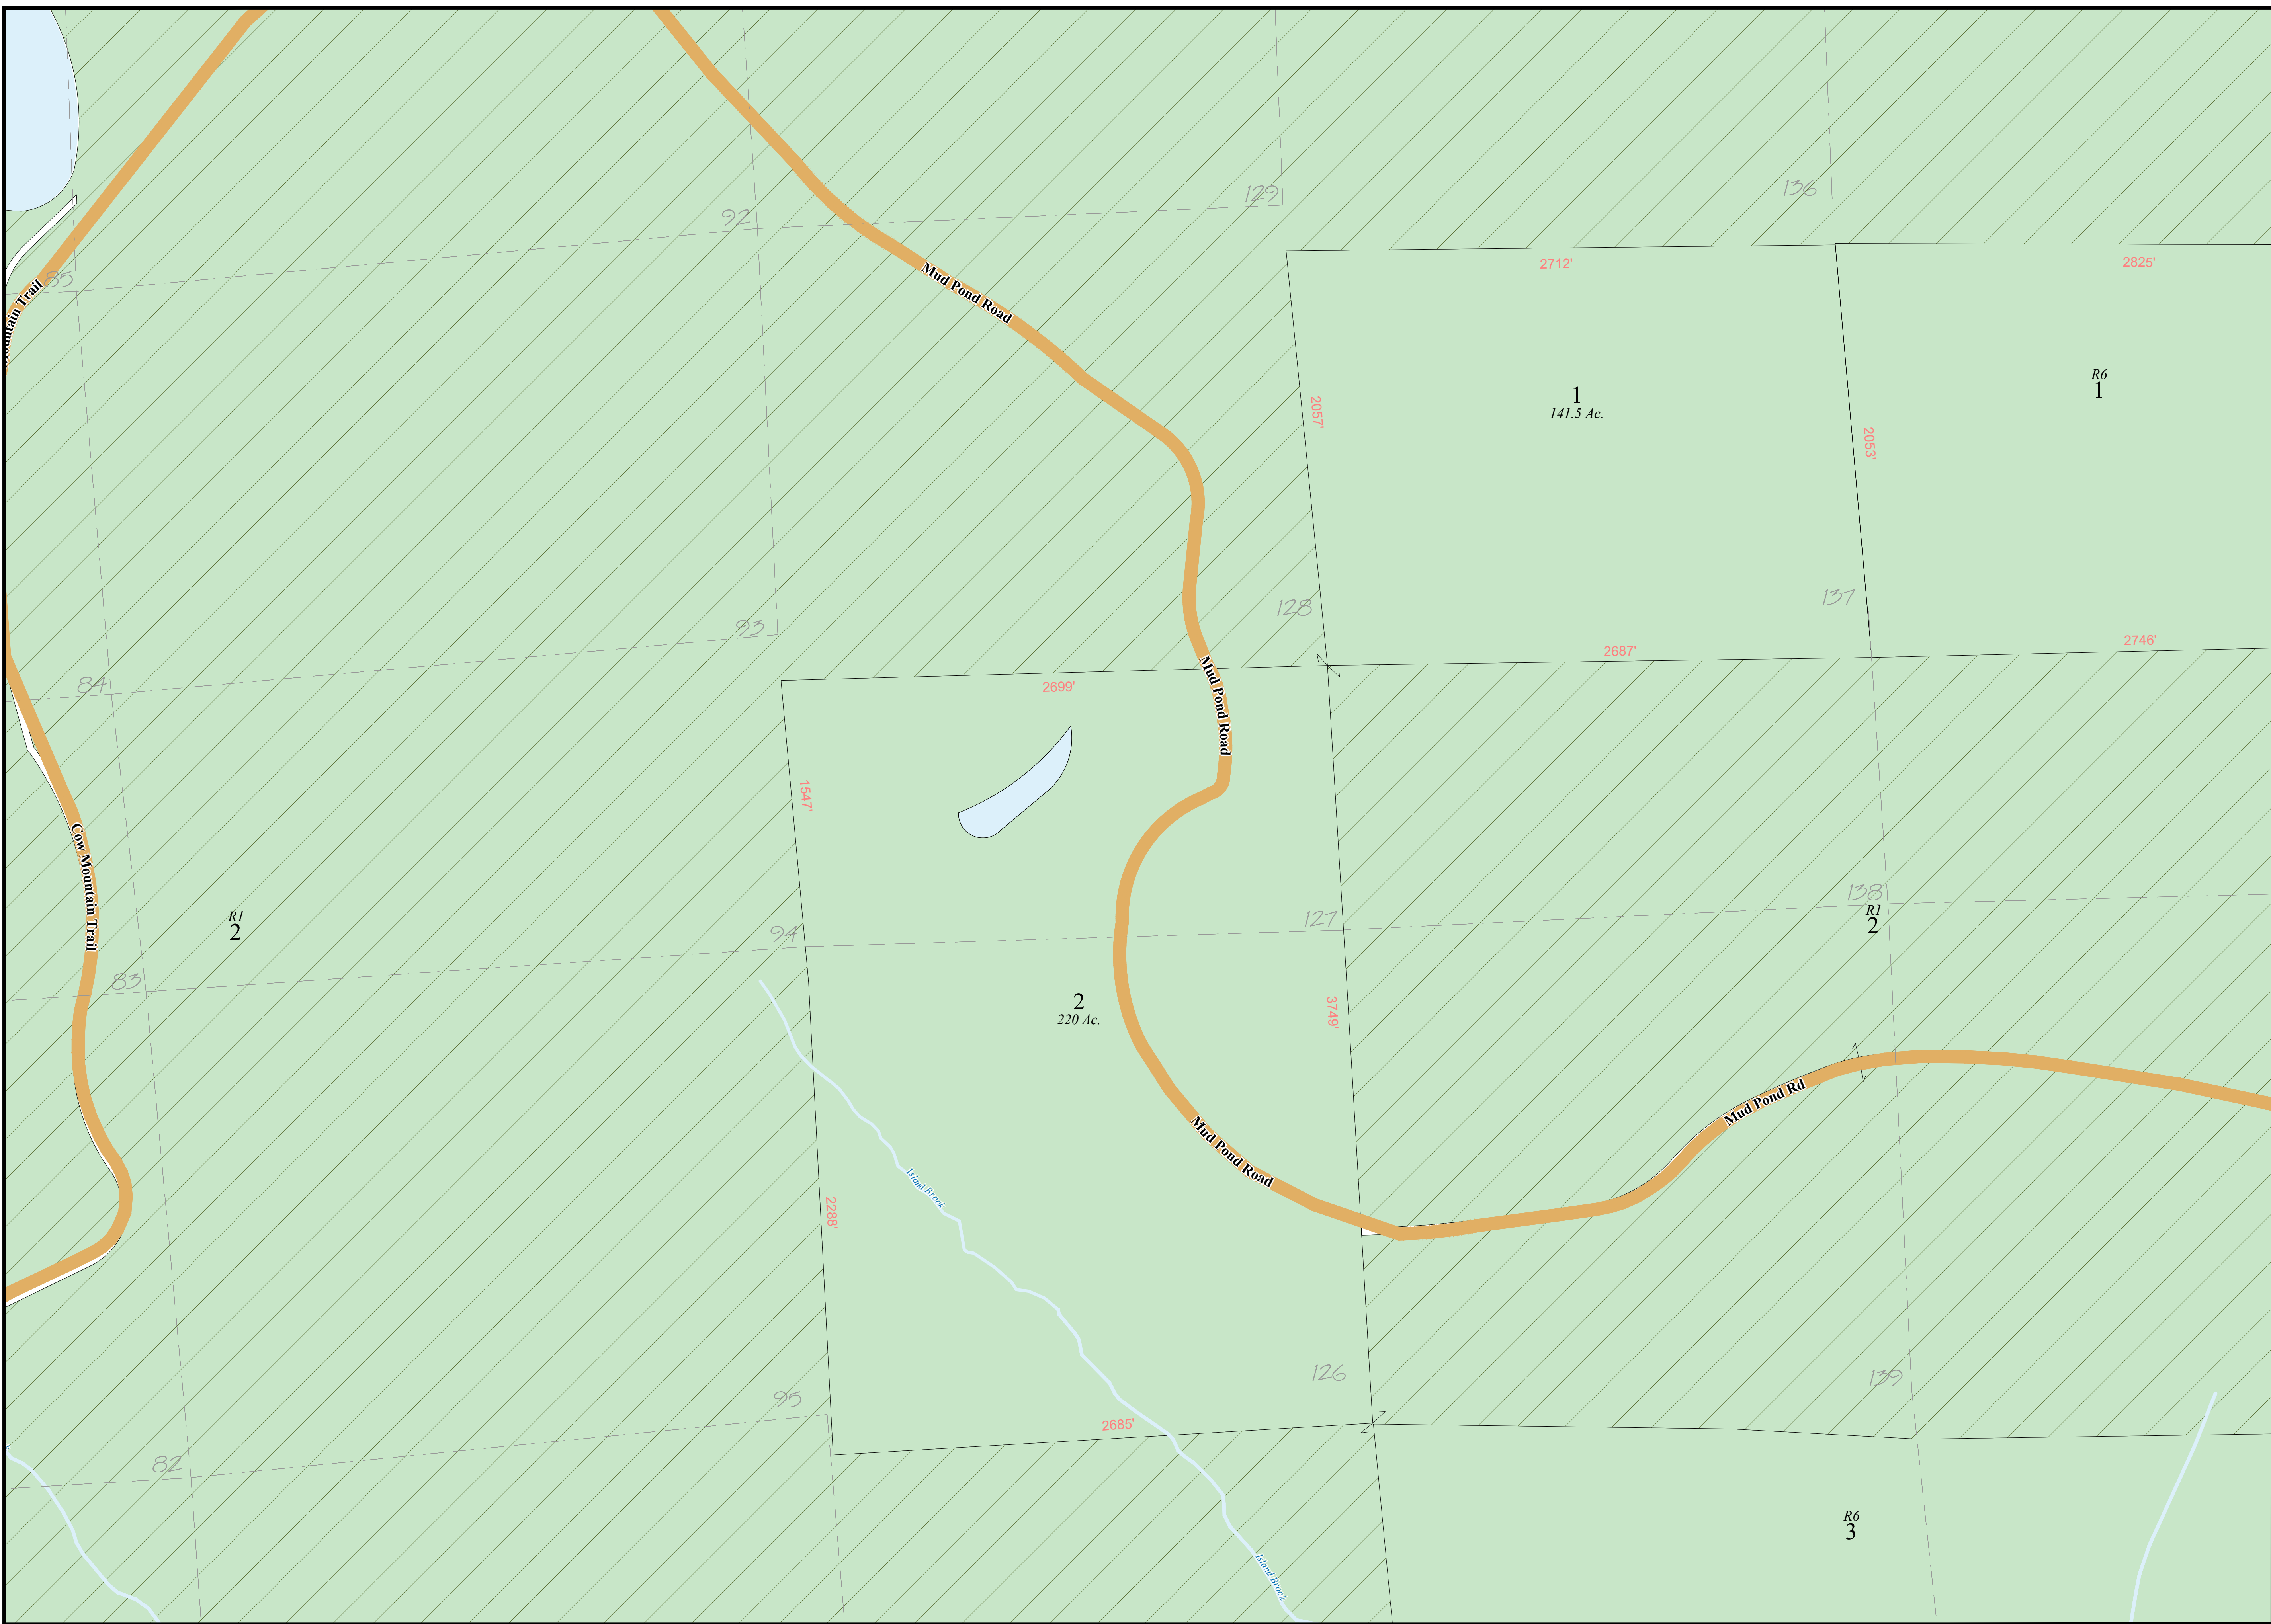 129
136
92
Mud Pond Road
2712'
2825'
85
ountain Trail
R6
1
1
141.5 Ac.
2057'
2053'
128
137
93
2687'
2746'
84
2699'
Mud Pond Road
1547'
Cow Mountain Trail
R1
2
94
127
138
R1
2
83
2
220 Ac.
3749'
Mud Pond Rd
Mud Pond Road
Island Brook
2288'
126
139
95
2685'
82
R6
3
Island Brook